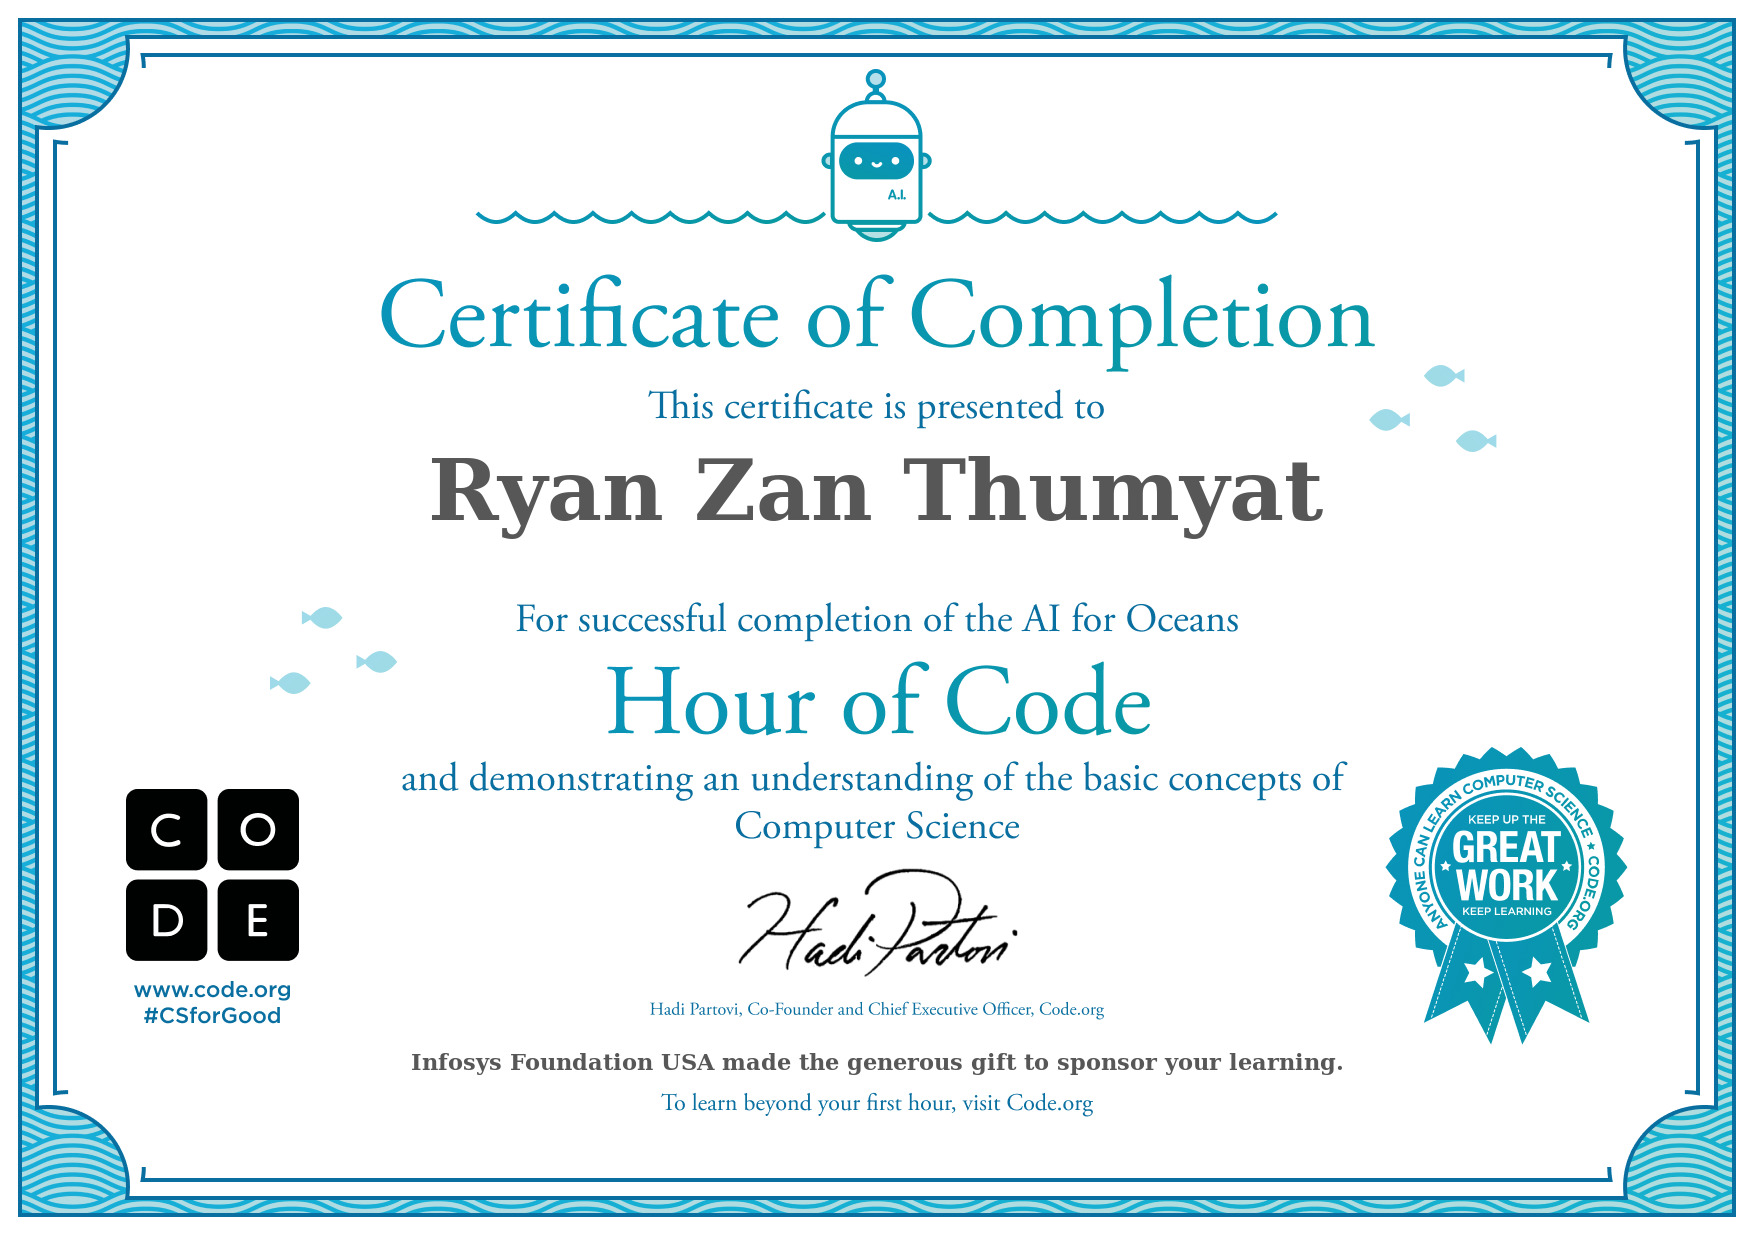 A.I.
Certificate of Completion
This certificate is presented to
Ryan Zan Thumyat
For successful completion of the AI for Oceans
Hour of Code
and demonstrating an understanding of the basic concepts of
Computer Science
C O
D E
www.code.org
#CSforGood
Hadi Partovi
Hadi Partovi, Co-Founder and Chief Executive Officer, Code.org
Infosys Foundation USA made the generous gift to sponsor your learning.
To learn beyond your first hour, visit Code.org
ANYONE CAN LEARN COMPUTER SCIENCE ★ CODE.ORG
KEEP UP THE
GREAT
WORK
KEEP LEARNING